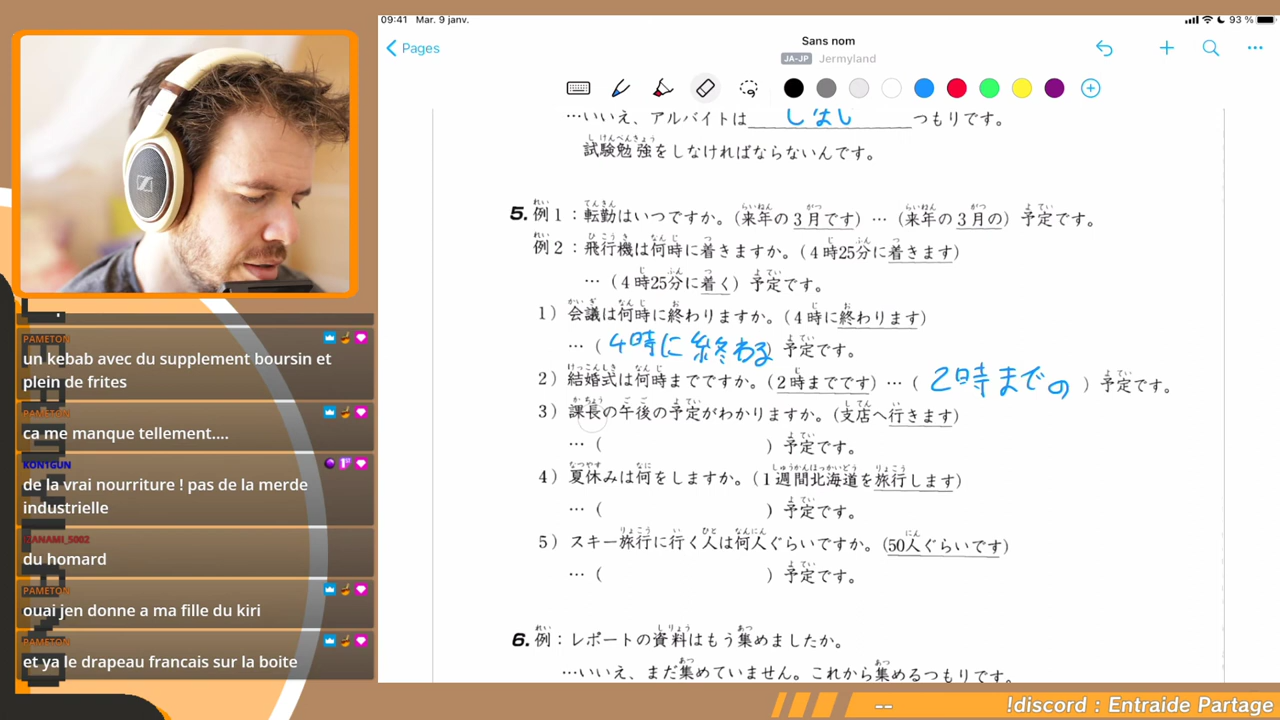 09:41 Mar. 9 janv.
93 %
Pages
Sans nom
JA-JP Jermyland
…いいえ、アルバイトは しない つもりです。
試験勉強をしなければならないんです。
5. 例1：転勤はいつですか。(来年の3月です) …（来年の3月の）予定です。
例2：飛行機は何時に着きますか。(4時25分に着きます)
…（4時25分に着く）予定です。
1）会議は何時に終わりますか。(4時に終わります)
…（4時に終わる）予定です。
2）結婚式は何時までですか。(2時までです) …（2時までの）予定です。
3）課長の午後の予定がわかりますか。(支店へ行きます)
…（ ）予定です。
4）夏休みは何をしますか。(1週間北海道を旅行します)
…（ ）予定です。
5）スキー旅行に行く人は何人ぐらいですか。(50人ぐらいです)
…（ ）予定です。
6. 例：レポートの資料はもう集めましたか。
…いいえ、まだ集めていません。これから集めるつもりです。
PAMETON
un kebab avec du supplement boursin et
plein de frites
PAMETON
ca me manque tellement....
KON1GUN
de la vrai nourriture ! pas de la merde
industrielle
du homard
PAMETON
ouai jen donne a ma fille du kiri
PAMETON
et ya le drapeau francais sur la boite
--
!discord : Entraide Partage